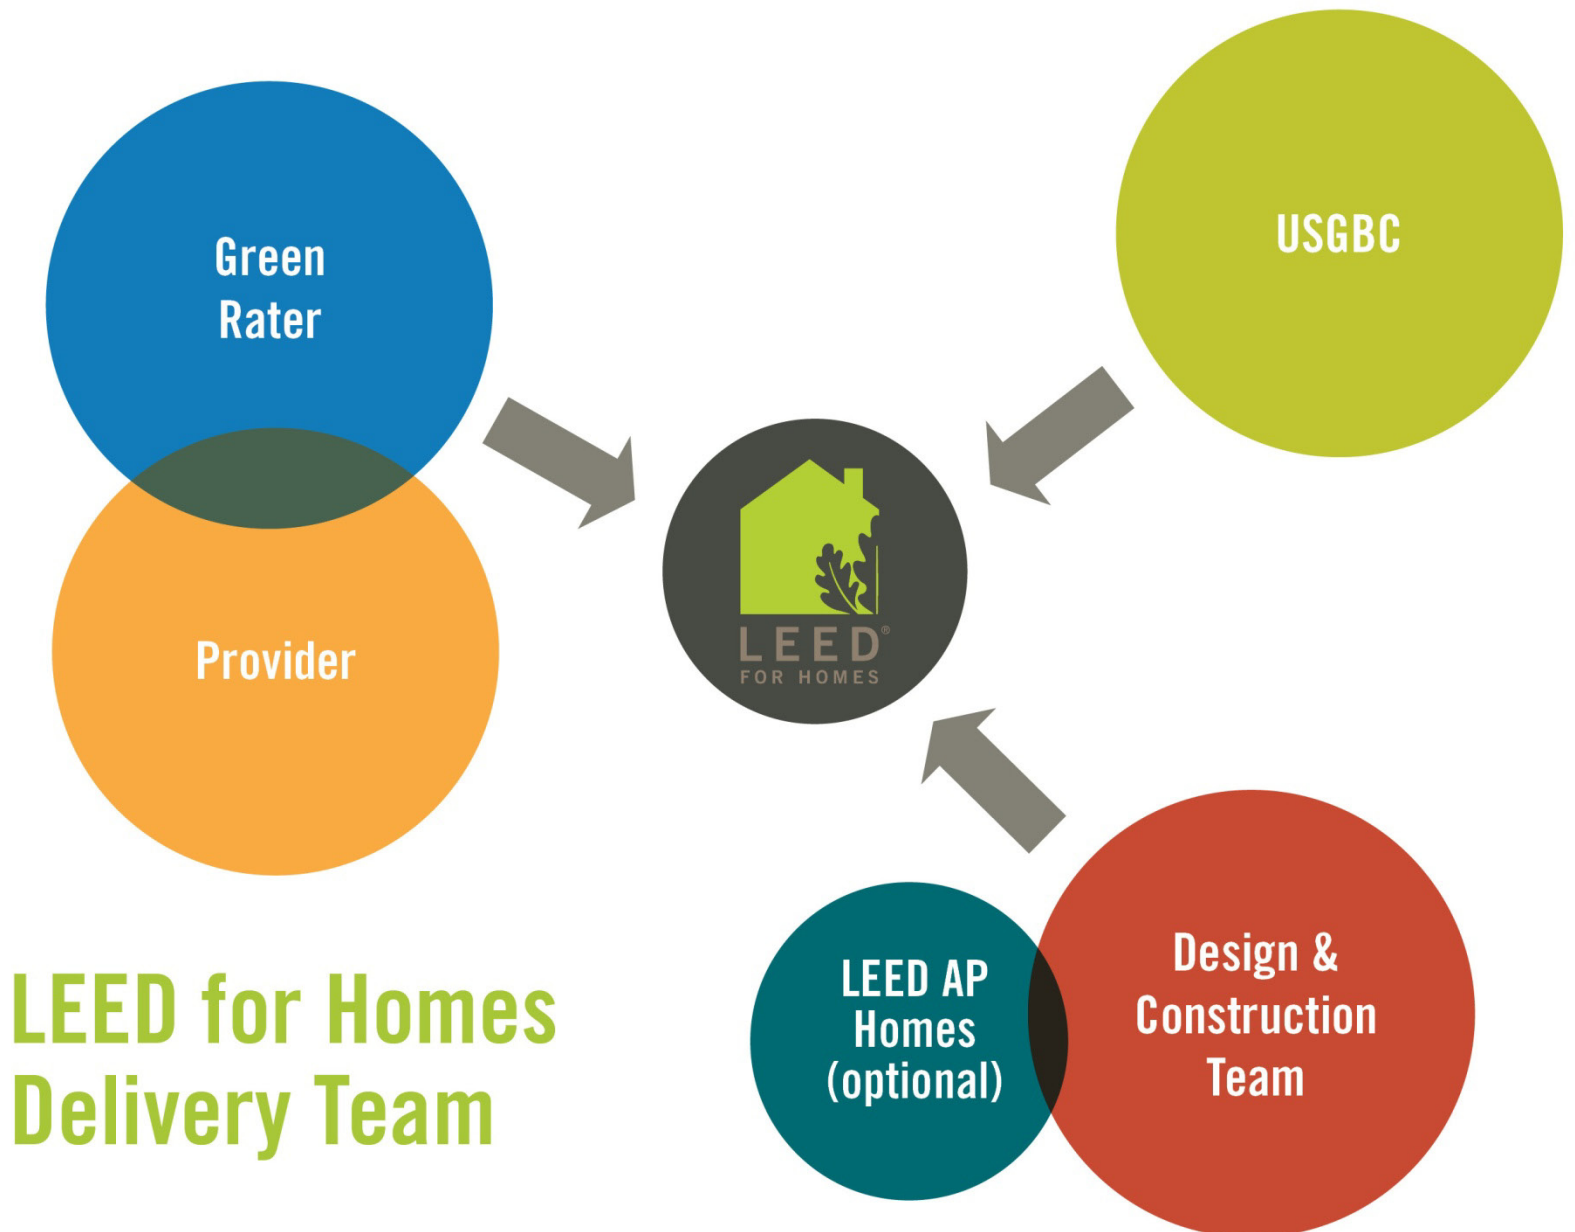 Green
Rater
USGBC
LEED®
FOR HOMES
Provider
LEED AP
Homes
(optional)
Design &
Construction
Team
LEED for Homes
Delivery Team